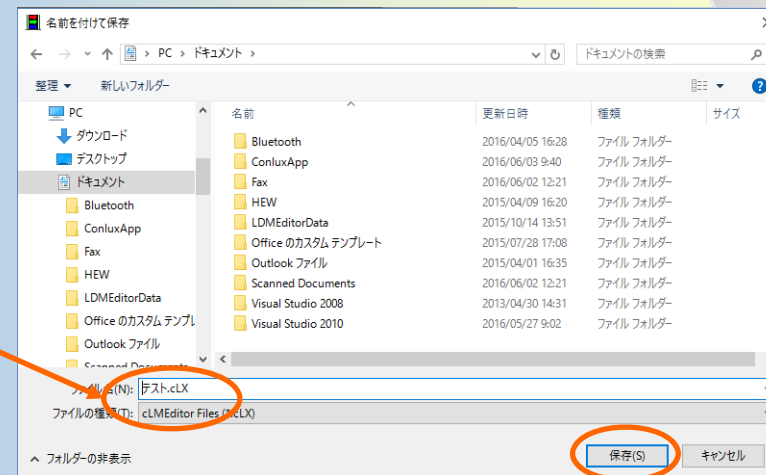 名前を付けて保存
PC › ドキュメント ›
ドキュメントの検索
整理 新しいフォルダー
PC
ダウンロード
デスクトップ
ドキュメント
Bluetooth
ConluxApp
Fax
HEW
LDMEditorData
Office のカスタム テンプレ
Outlook ファイル
Scanned Documents
名前 更新日時 種類 サイズ
Bluetooth 2016/04/05 16:28 ファイル フォルダー
ConluxApp 2016/06/03 9:40 ファイル フォルダー
Fax 2016/06/02 12:21 ファイル フォルダー
HEW 2015/04/09 16:20 ファイル フォルダー
LDMEditorData 2015/10/14 13:51 ファイル フォルダー
Office のカスタム テンプレート 2015/07/28 17:08 ファイル フォルダー
Outlook ファイル 2015/04/01 16:35 ファイル フォルダー
Scanned Documents 2016/06/02 12:21 ファイル フォルダー
Visual Studio 2008 2013/04/30 14:31 ファイル フォルダー
Visual Studio 2010 2016/05/27 9:02 ファイル フォルダー
ファイル名(N): テスト.cLX
ファイルの種類(T): cLMEditor Files (*.cLX)
フォルダーの非表示
保存(S) キャンセル